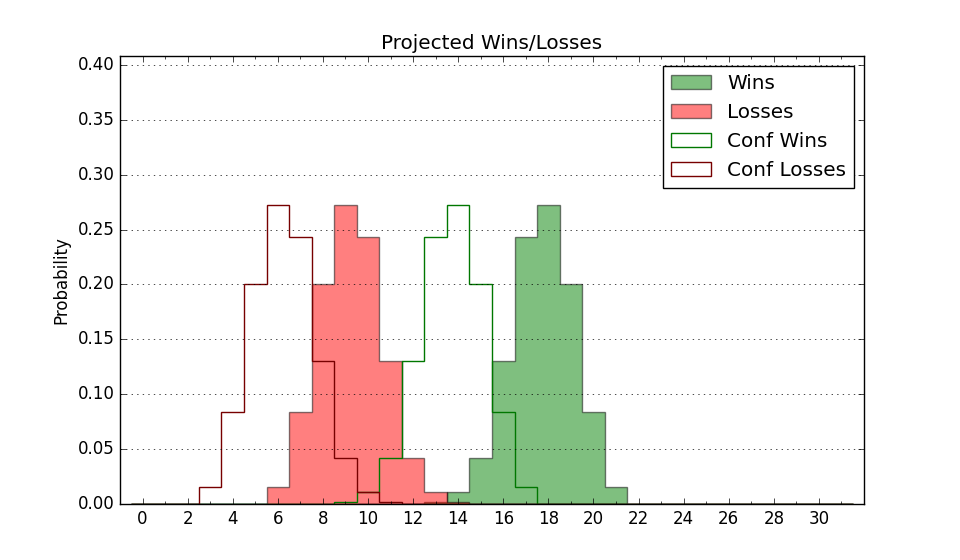 Projected Wins/Losses
0.40
0.35
0.30
0.25
0.20
0.15
0.10
0.05
0.00
Probability
Wins
Losses
Conf Wins
Conf Losses
0 2 4 6 8 10 12 14 16 18 20 22 24 26 28 30